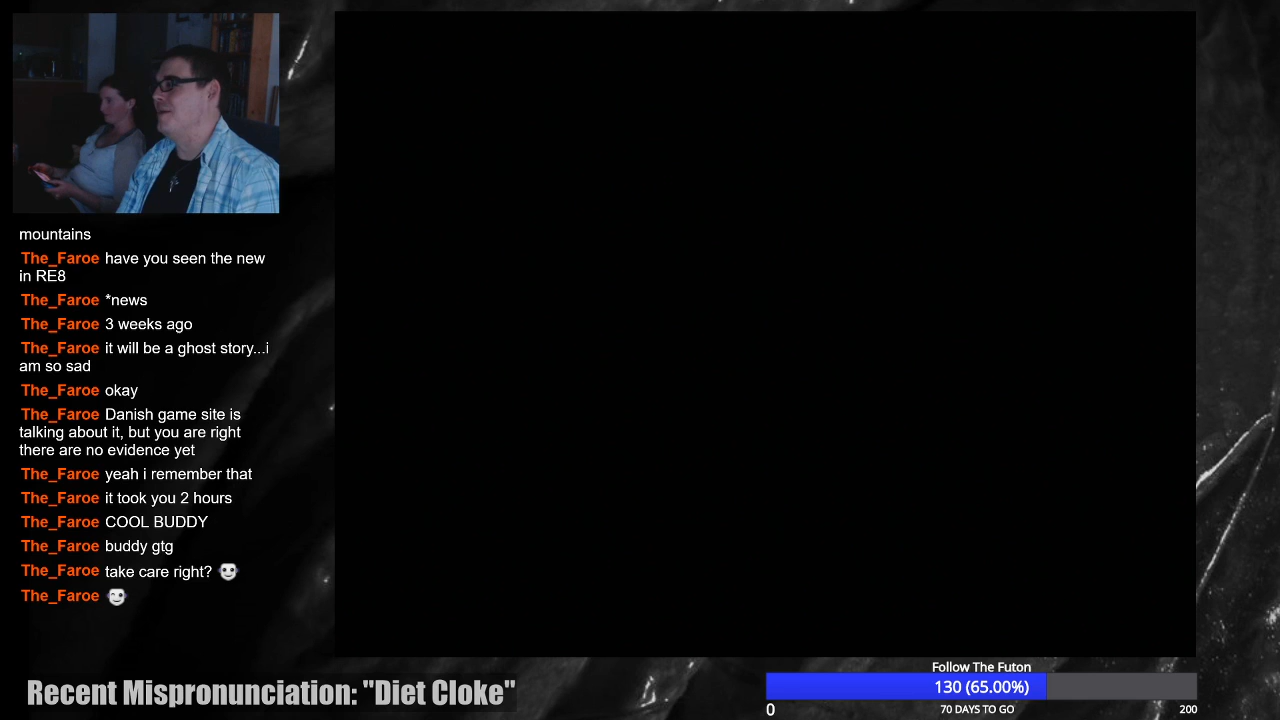 mountains
The_Faroe have you seen the new
in RE8
The_Faroe *news
The_Faroe 3 weeks ago
The_Faroe it will be a ghost story...i
am so sad
The_Faroe okay
The_Faroe Danish game site is
talking about it, but you are right
there are no evidence yet
The_Faroe yeah i remember that
The_Faroe it took you 2 hours
The_Faroe COOL BUDDY
The_Faroe buddy gtg
The_Faroe take care right?
The_Faroe
Recent Mispronunciation: "Diet Cloke"
Follow The Futon
130 (65.00%)
0 70 DAYS TO GO 200